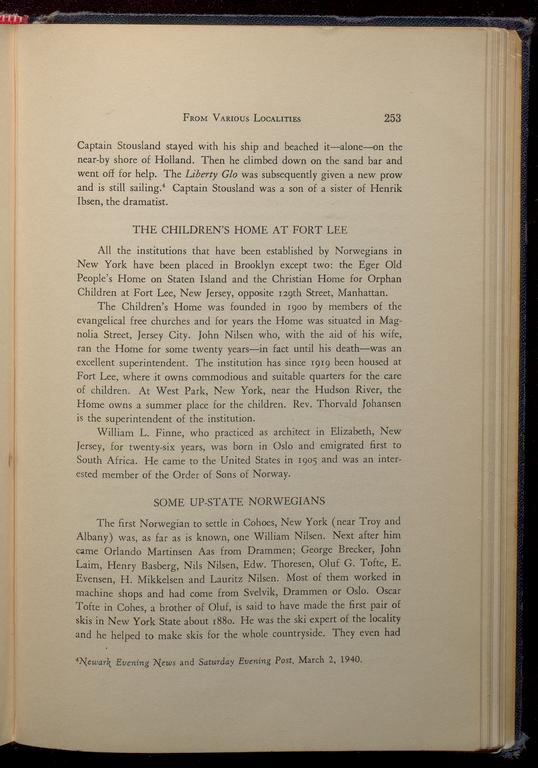 FROM VARIOUS LOCALITIES 253
Captain Stousland stayed with his ship and beached it—alone—on the
near-by shore of Holland. Then he climbed down on the sand bar and
went off for help. The Liberty Glo was subsequently given a new prow
and is still sailing.⁴ Captain Stousland was a son of a sister of Henrik
Ibsen, the dramatist.
THE CHILDREN'S HOME AT FORT LEE
All the institutions that have been established by Norwegians in
New York have been placed in Brooklyn except two: the Eger Old
People's Home on Staten Island and the Christian Home for Orphan
Children at Fort Lee, New Jersey, opposite 129th Street, Manhattan.
The Children's Home was founded in 1900 by members of the
evangelical free churches and for years the Home was situated in Mag-
nolia Street, Jersey City. John Nilsen who, with the aid of his wife,
ran the Home for some twenty years—in fact until his death—was an
excellent superintendent. The institution has since 1919 been housed at
Fort Lee, where it owns commodious and suitable quarters for the care
of children. At West Park, New York, near the Hudson River, the
Home owns a summer place for the children. Rev. Thorvald Johansen
is the superintendent of the institution.
William L. Finne, who practiced as architect in Elizabeth, New
Jersey, for twenty-six years, was born in Oslo and emigrated first to
South Africa. He came to the United States in 1905 and was an inter-
ested member of the Order of Sons of Norway.
SOME UP-STATE NORWEGIANS
The first Norwegian to settle in Cohoes, New York (near Troy and
Albany) was, as far as is known, one William Nilsen. Next after him
came Orlando Martinsen Aas from Drammen; George Brecker, John
Laim, Henry Basberg, Nils Nilsen, Edw. Thoresen, Oluf G. Tofte, E.
Evensen, H. Mikkelsen and Lauritz Nilsen. Most of them worked in
machine shops and had come from Svelvik, Drammen or Oslo. Oscar
Tofte in Cohes, a brother of Oluf, is said to have made the first pair of
skis in New York State about 1880. He was the ski expert of the locality
and he helped to make skis for the whole countryside. They even had
⁴Newark Evening News and Saturday Evening Post, March 2, 1940.